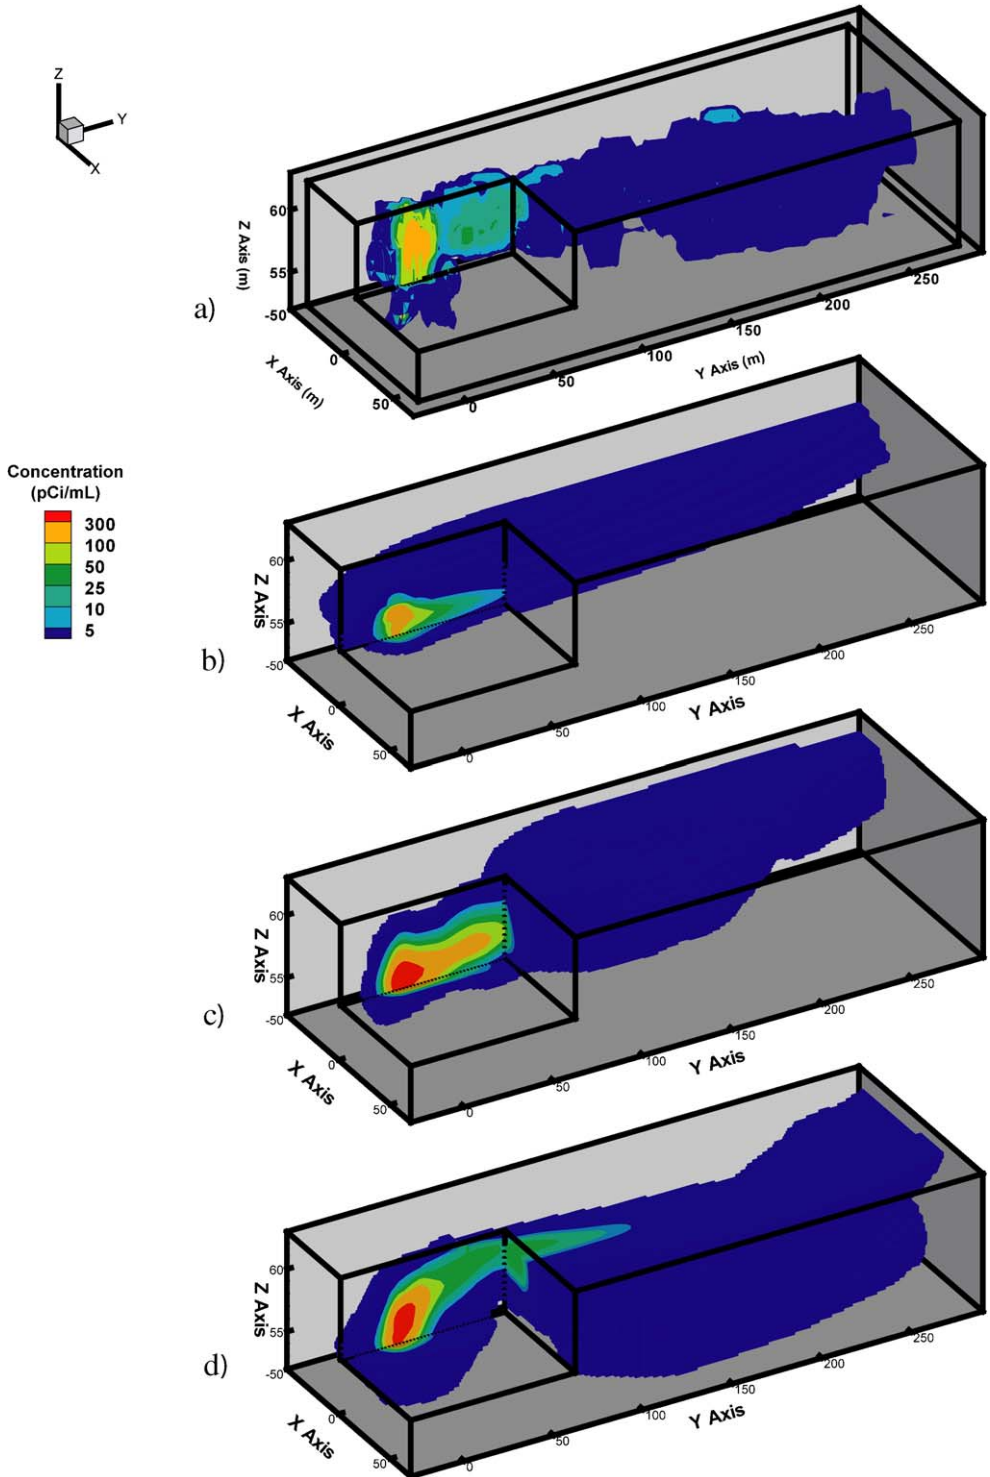 Z
Y
X
Z Axis (m)
60
55
-50
a)
0
X Axis (m)
50
0
50
100
150
200
250
Y Axis (m)
Concentration
(pCi/mL)
300
100
50
25
10
5
Z Axis
60
55
-50
b)
0
X Axis
50
0
50
100
150
200
250
Y Axis
Z Axis
60
55
-50
c)
0
X Axis
50
0
50
100
150
200
250
Y Axis
Z Axis
60
55
-50
d)
0
X Axis
50
0
50
100
150
200
250
Y Axis